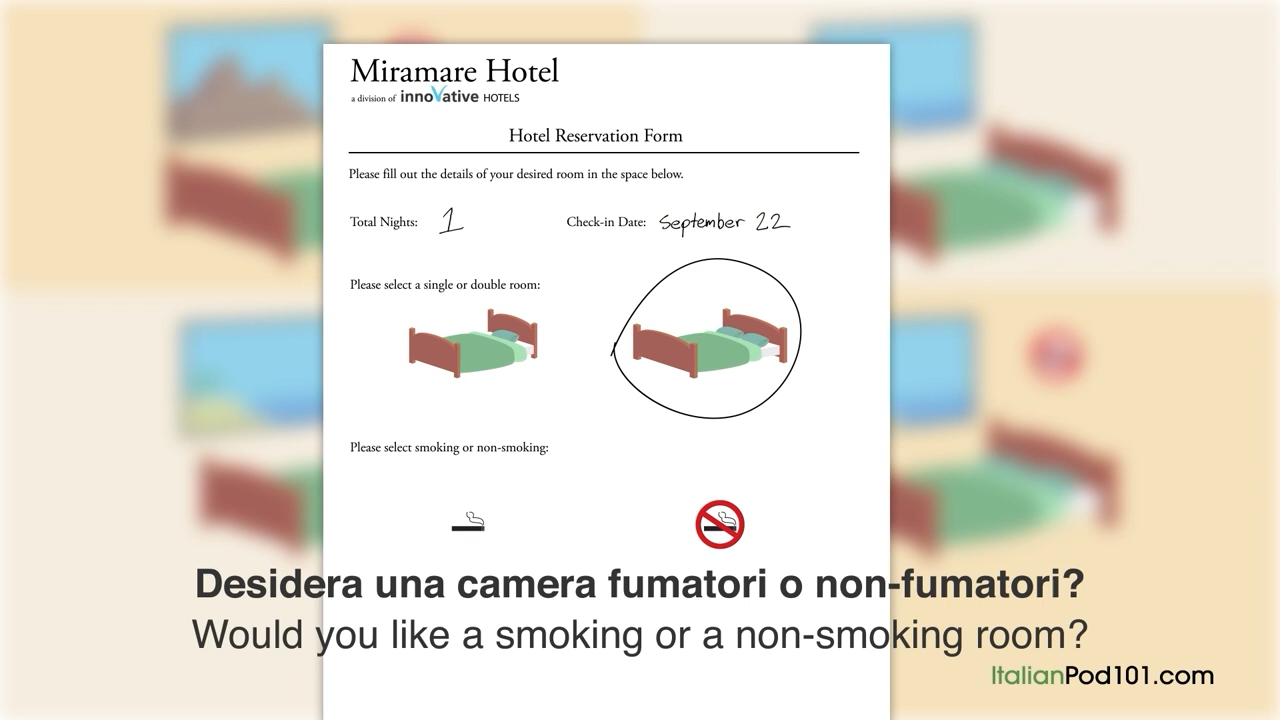 Miramare Hotel
a division of innovative HOTELS
Hotel Reservation Form
Please fill out the details of your desired room in the space below.
Total Nights: 1 Check-in Date: September 22
Please select a single or double room:
Please select smoking or non-smoking:
Desidera una camera fumatori o non-fumatori?
Would you like a smoking or a non-smoking room?
ItalianPod101.com